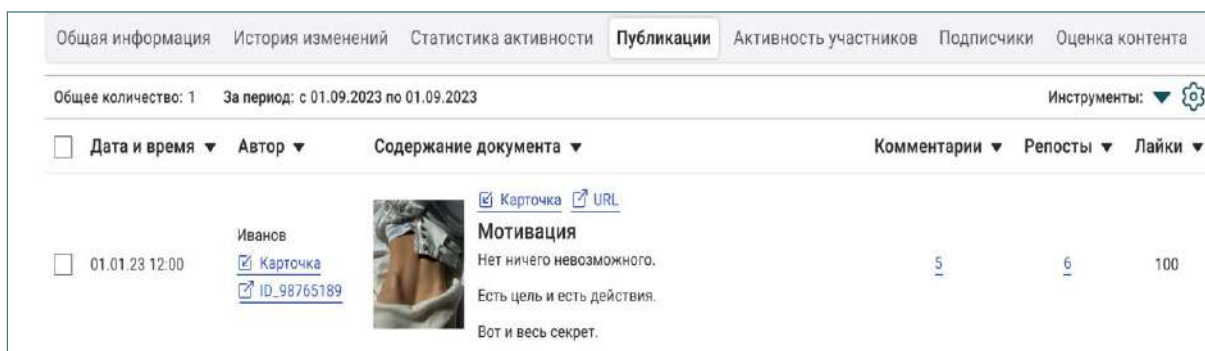 Общая информация История изменений Статистика активности Публикации Активность участников Подписчики Оценка контента
Общее количество: 1 За период: с 01.09.2023 по 01.09.2023 Инструменты:
Дата и время Автор Содержание документа Комментарии Репосты Лайки
Карточка URL
Мотивация
Иванов
Нет ничего невозможного.
01.01.23 12:00 Карточка 5 6 100
ID_98765189
Есть цель и есть действия.
Вот и весь секрет.